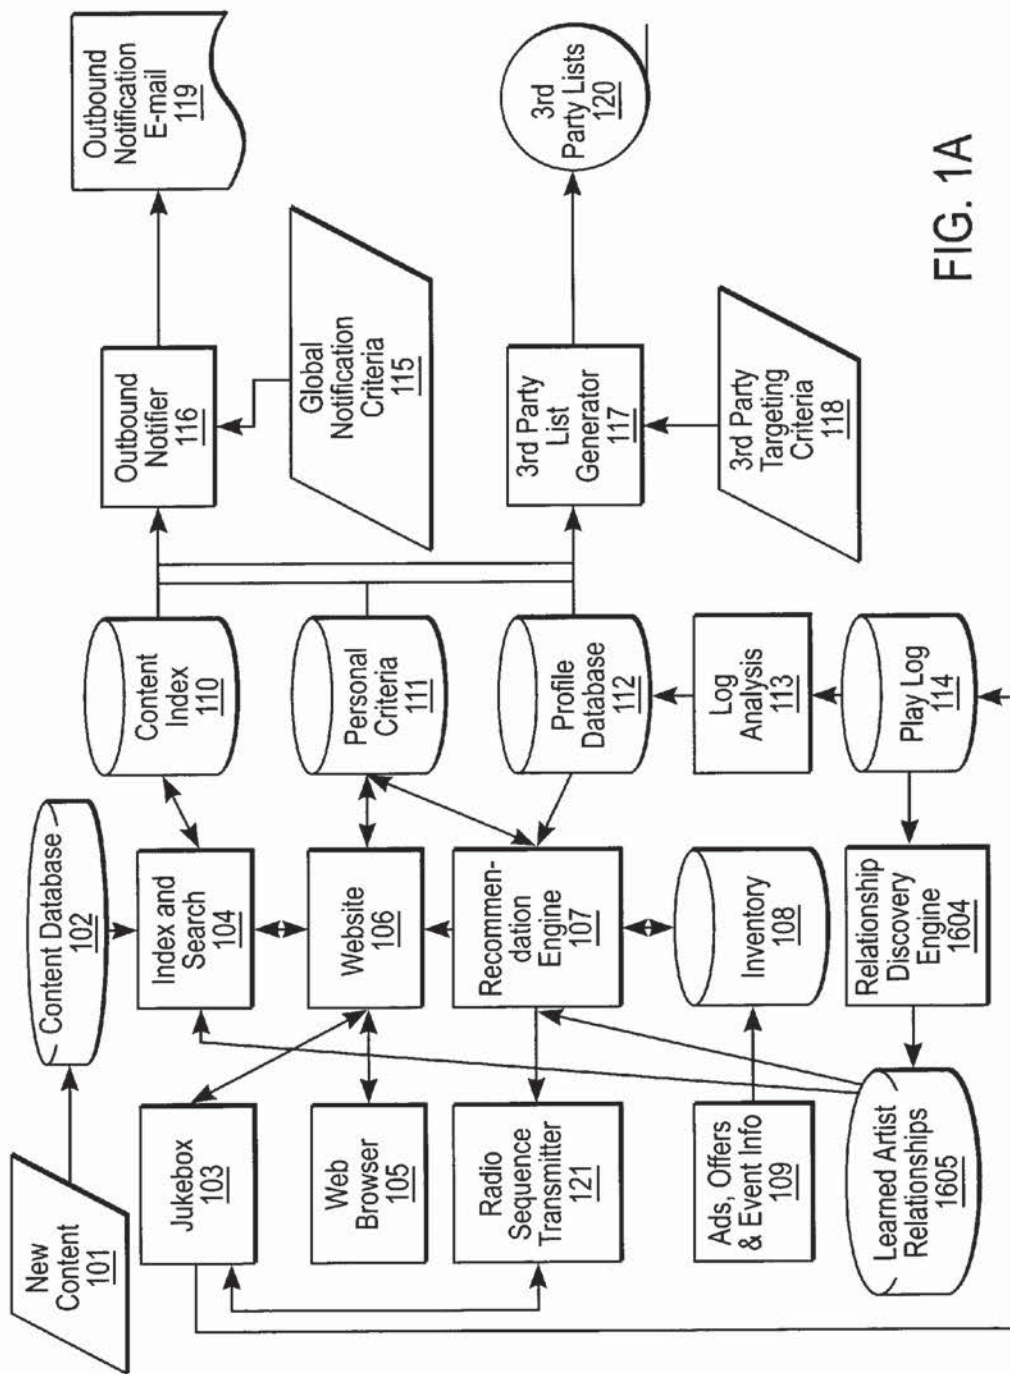 New
Content
101
Content Database
102
Jukebox
103
Index and
Search
104
Content
Index
110
Outbound
Notifier
116
Outbound
Notification
E-mail
119
Web
Browser
105
Website
106
Personal
Criteria
111
Global
Notification
Criteria
115
Radio
Sequence
Transmitter
121
Recommen-
dation
Engine
107
Profile
Database
112
3rd Party
List
Generator
117
3rd
Party Lists
120
Ads, Offers
& Event Info
109
Inventory
108
Log
Analysis
113
3rd Party
Targeting
Criteria
118
Learned Artist
Relationships
1605
Relationship
Discovery
Engine
1604
Play Log
114
FIG. 1A